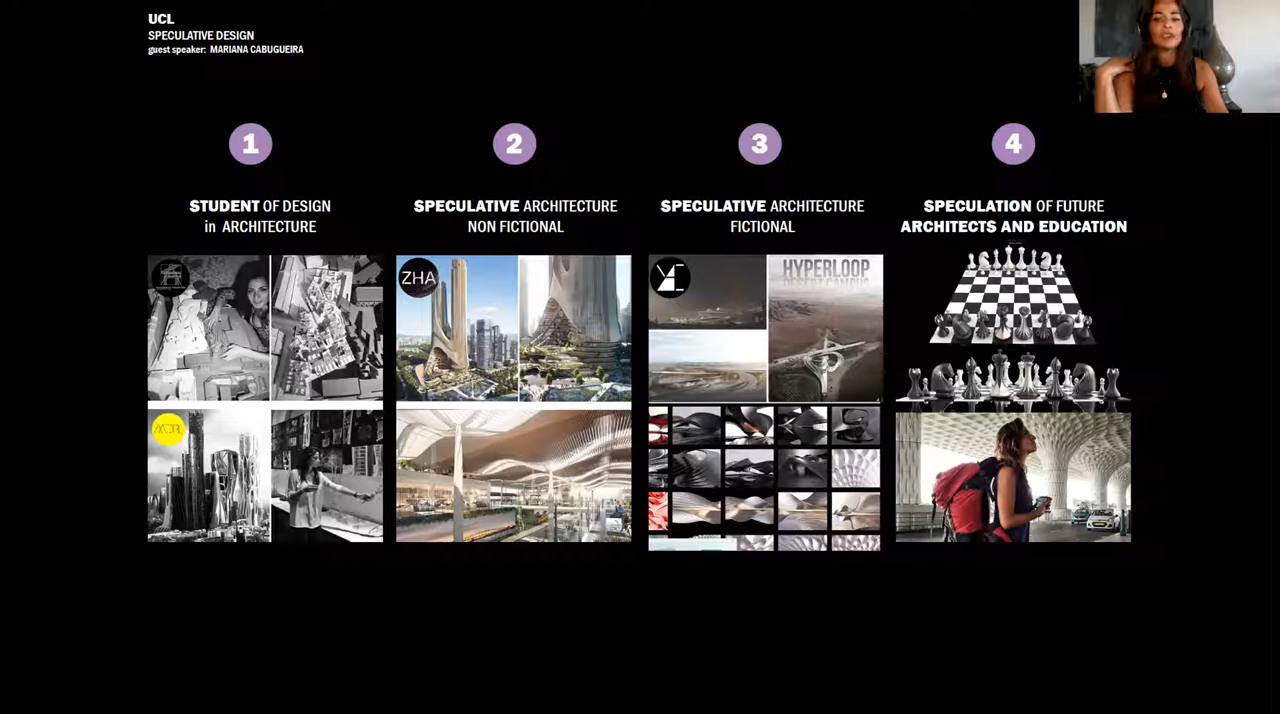 UCL
SPECULATIVE DESIGN
guest speaker: MARIANA CABUGUEIRA
1
STUDENT OF DESIGN
in ARCHITECTURE
2
SPECULATIVE ARCHITECTURE
NON FICTIONAL
ZHA
3
SPECULATIVE ARCHITECTURE
FICTIONAL
HYPERLOOP
DESERT CAMPUS
4
SPECULATION OF FUTURE
ARCHITECTS AND EDUCATION